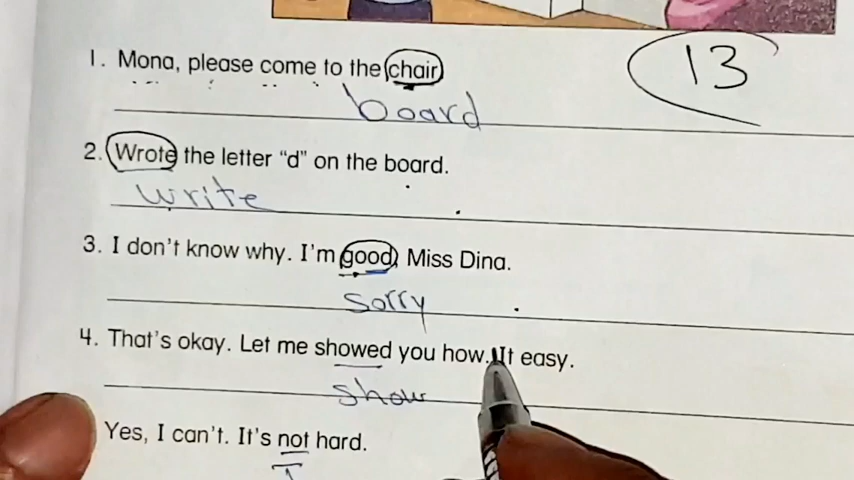 13
1. Mona, please come to the chair
board
2. Wrote the letter "d" on the board.
write
3. I don't know why. I'm good, Miss Dina.
sorry
4. That's okay. Let me showed you how. It easy.
show
Yes, I can't. It's not hard.